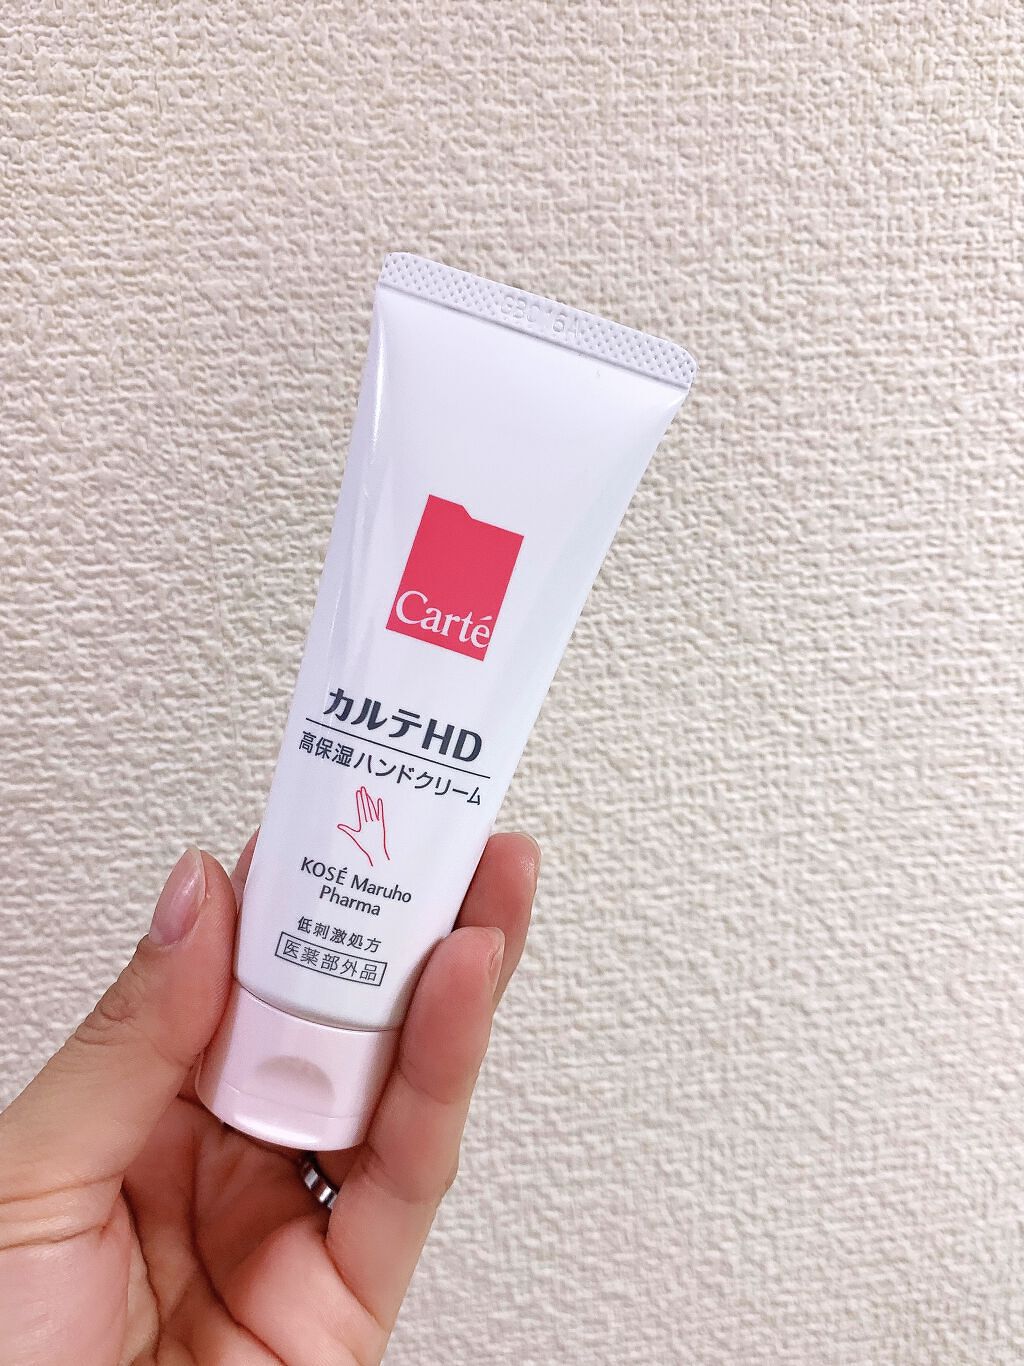 Carté
カルテHD
高保湿ハンドクリーム
KOSÉ Maruho
Pharma
低刺激処方
医薬部外品